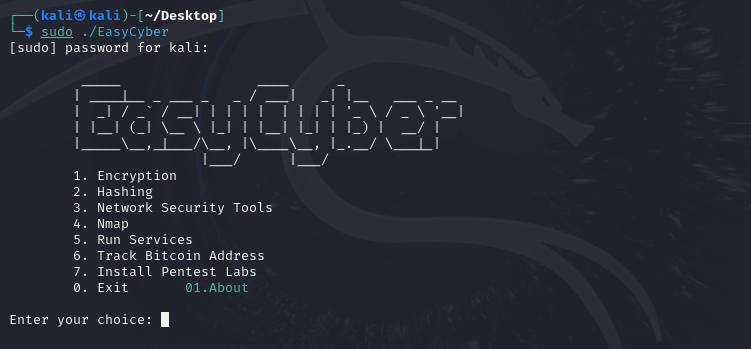 ┌──(kali㉿kali)-[~/Desktop]
└─$ sudo ./EasyCyber
[sudo] password for kali:
EasyCyber
1. Encryption
2. Hashing
3. Network Security Tools
4. Nmap
5. Run Services
6. Track Bitcoin Address
7. Install Pentest Labs
0. Exit 01.About
Enter your choice: